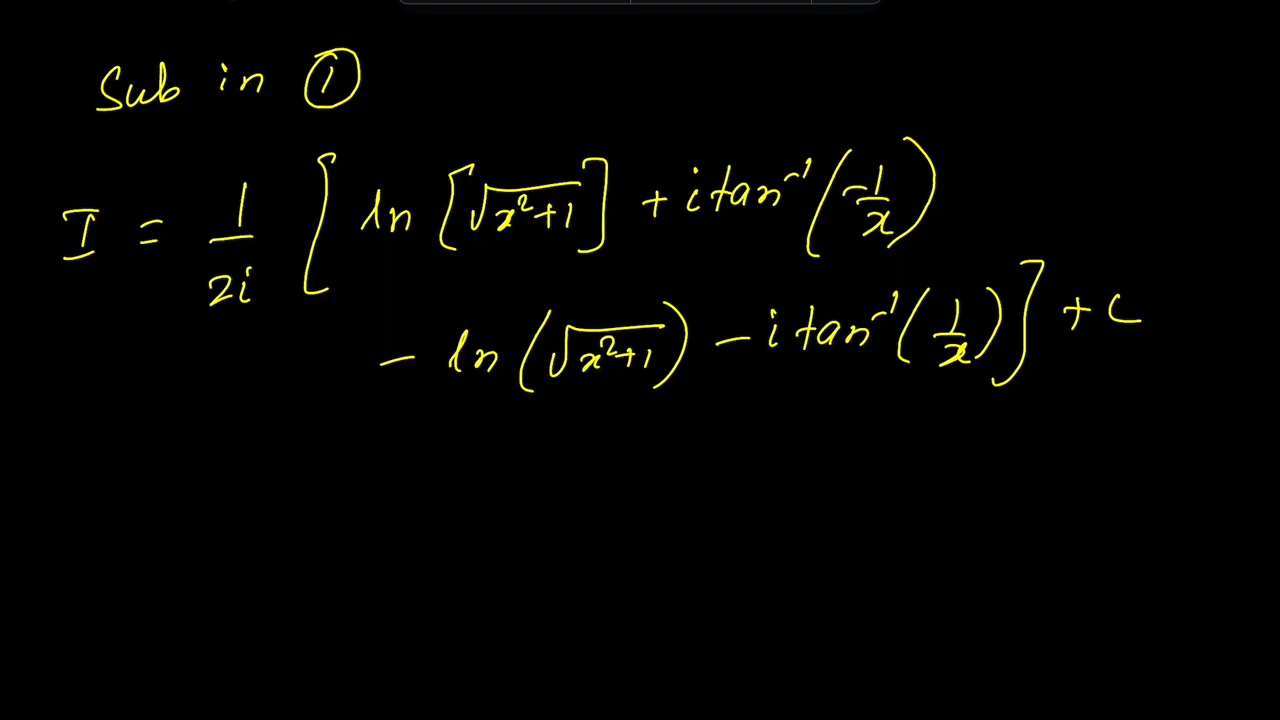 Sub in ①
I = 1/2i [ ln [√x²+1] + i tan⁻¹ (-1/x)
- ln (√x²+1) - i tan⁻¹ (1/x) ] + C